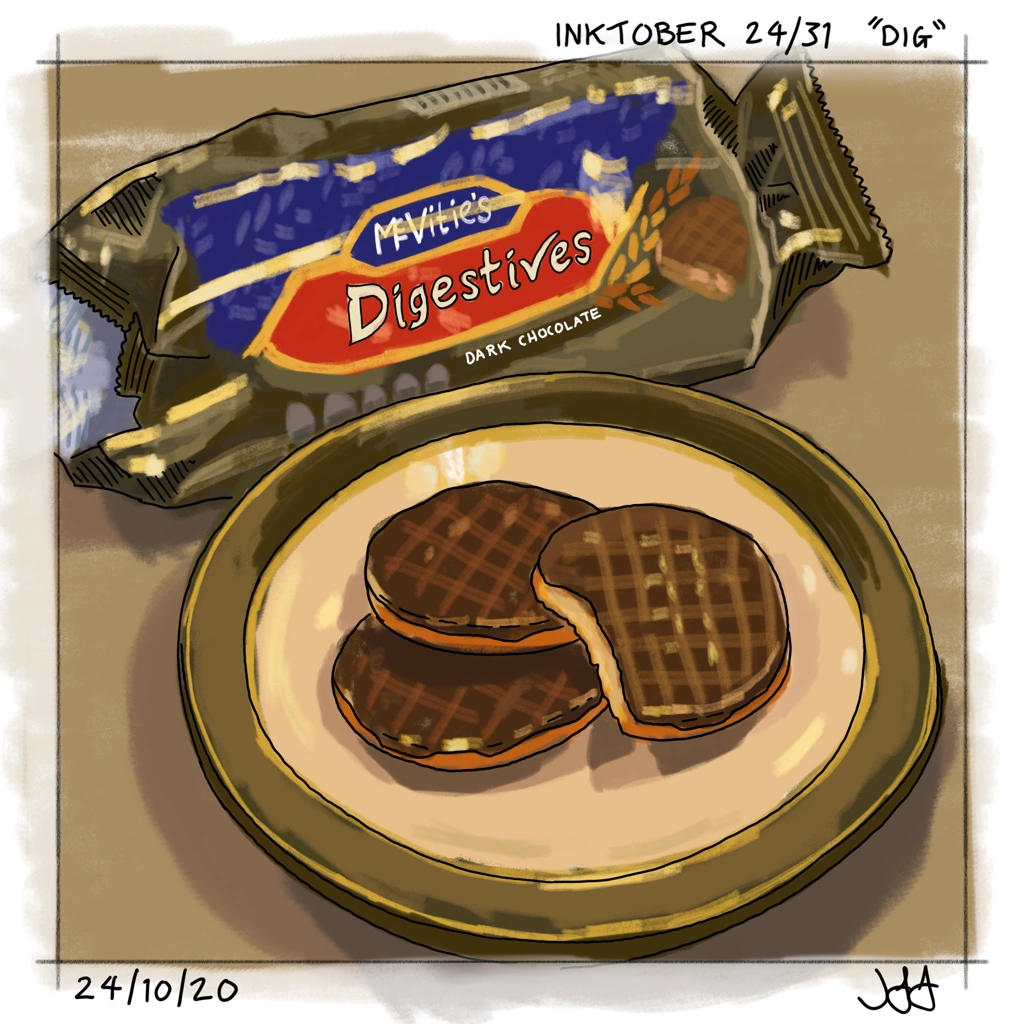 INKTOBER 24/31 "DIG"
McVitie's
Digestives
DARK CHOCOLATE
24/10/20